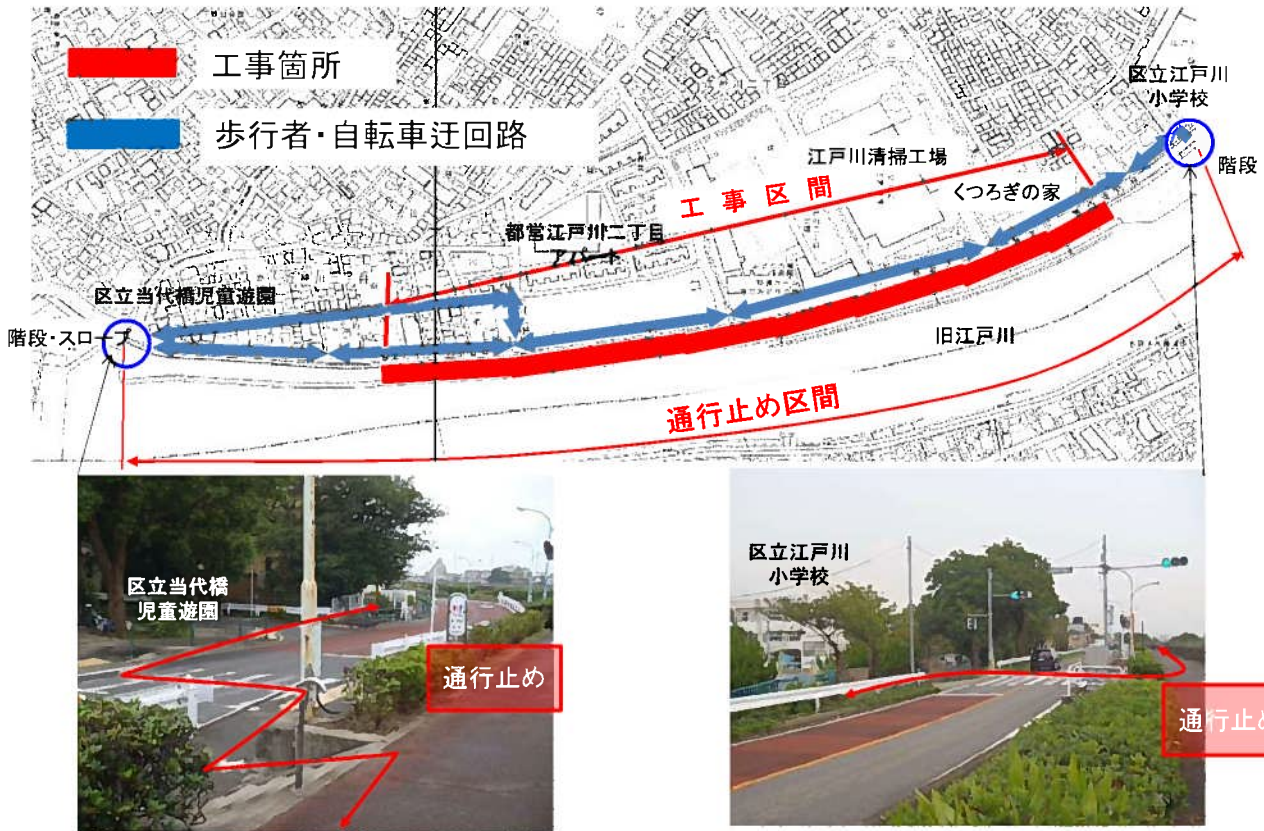 工事箇所
歩行者・自転車迂回路
区立江戸川
小学校
階段
江戸川清掃工場
くつろぎの家
工事区間
都営江戸川二丁目
アパート
区立当代橋児童遊園
階段・スロープ
旧江戸川
通行止め区間
区立当代橋
児童遊園
通行止め
区立江戸川
小学校
通行止め